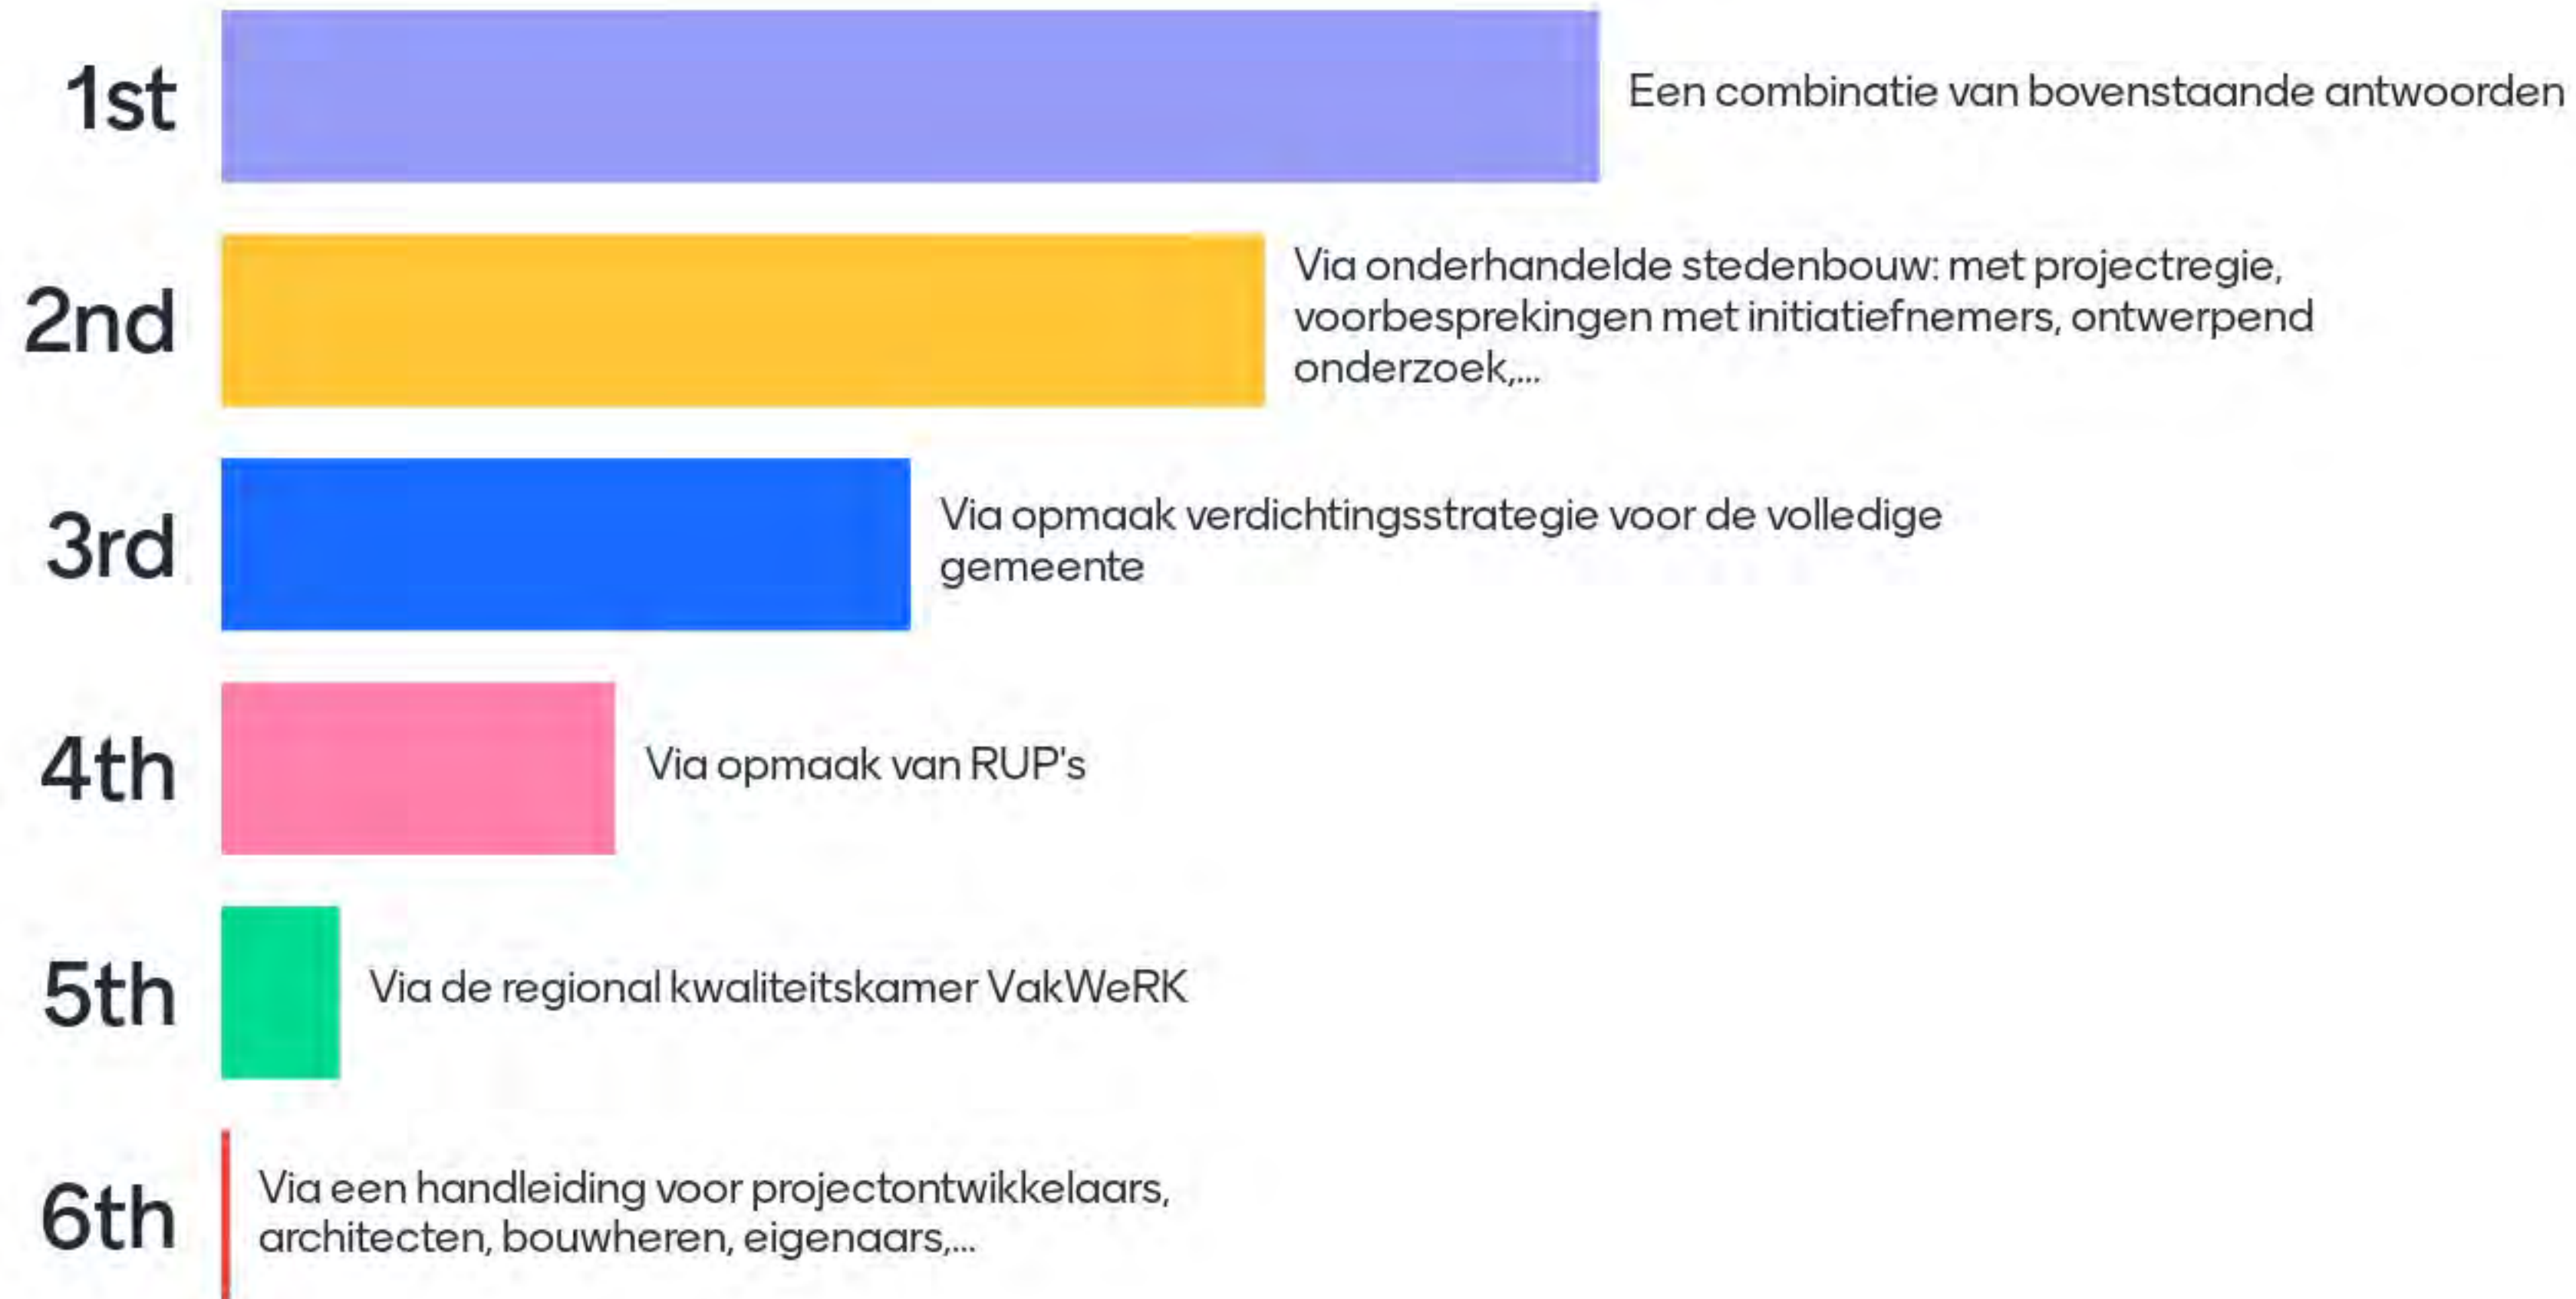 1st
Een combinatie van bovenstaande antwoorden
2nd
Via onderhandelde stedenbouw: met projectregie,
voorbesprekingen met initiatiefnemers, ontwerpend
onderzoek,...
3rd
Via opmaak verdichtingsstrategie voor de volledige
gemeente
4th
Via opmaak van RUP's
5th
Via de regional kwaliteitskamer VakWeRK
6th
Via een handleiding voor projectontwikkelaars,
architecten, bouwheren, eigenaars,...